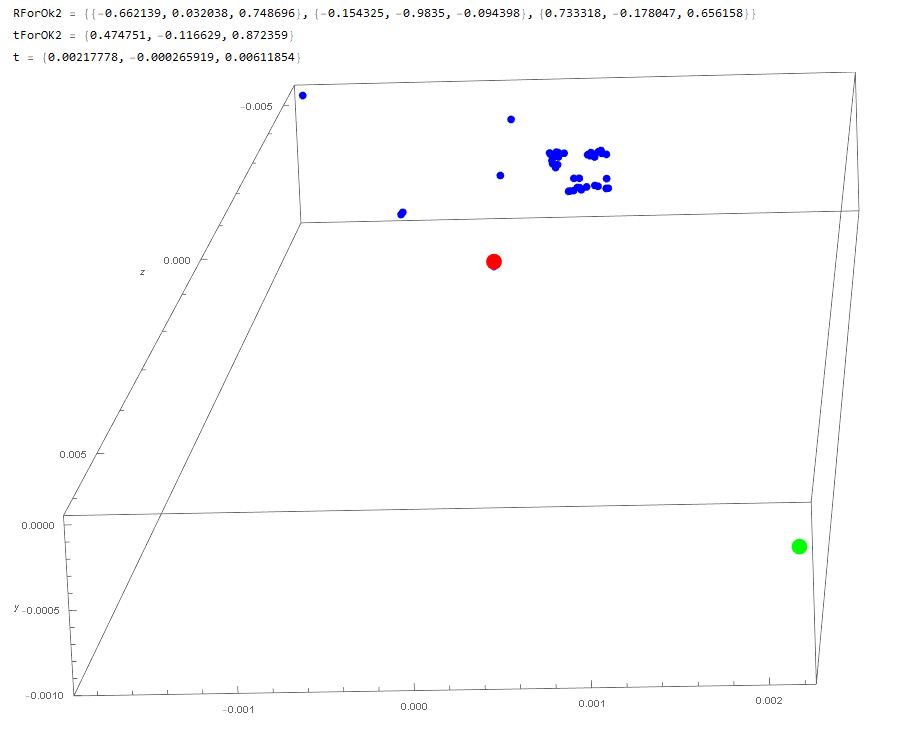 RForOk2 = {{-0.662139, 0.032038, 0.748696}, {-0.154325, -0.9835, -0.094398}, {0.733318, -0.178047, 0.656158}}
tForOK2 = {0.474751, -0.116629, 0.872359}
t = {0.00217778, -0.000265919, 0.00611854}
-0.005
0.000
z
0.005
0.0000
y -0.0005
-0.0010
-0.001
0.000
0.001
0.002